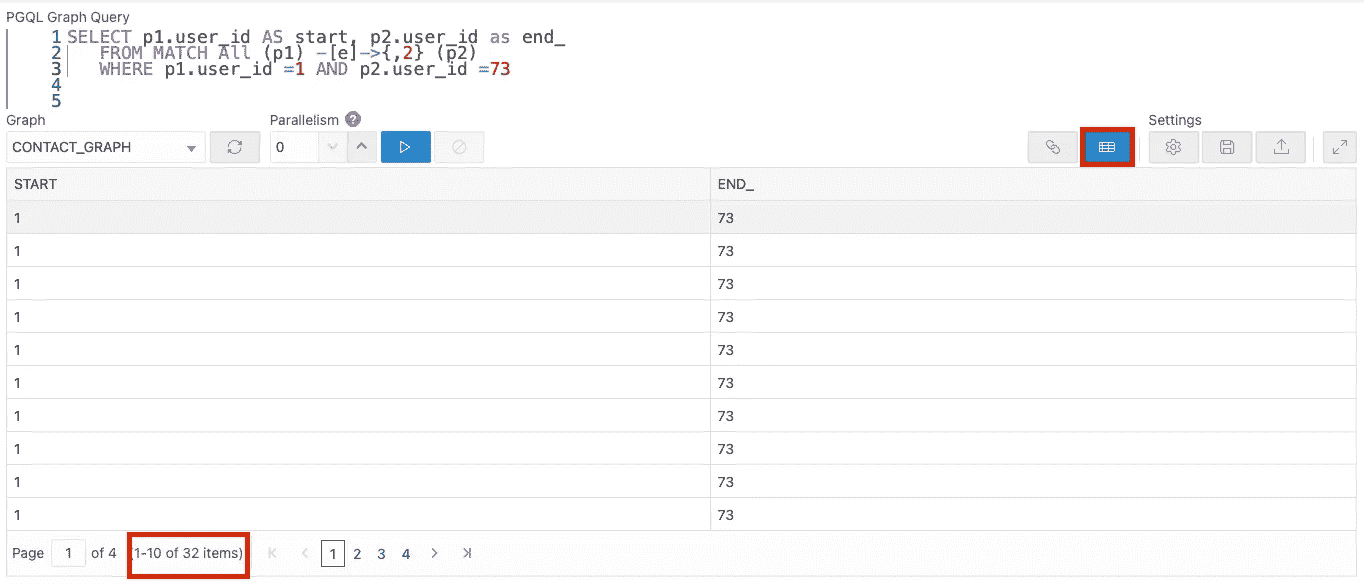 PGQL Graph Query
1 SELECT p1.user_id AS start, p2.user_id as end_
2 FROM MATCH All (p1) -[e]->{,2} (p2)
3 WHERE p1.user_id =1 AND p2.user_id =73
4
5
Graph Parallelism ? Settings
CONTACT_GRAPH 0
START END_
1 73
1 73
1 73
1 73
1 73
1 73
1 73
1 73
1 73
1 73
Page 1 of 4 (1-10 of 32 items) 1 2 3 4